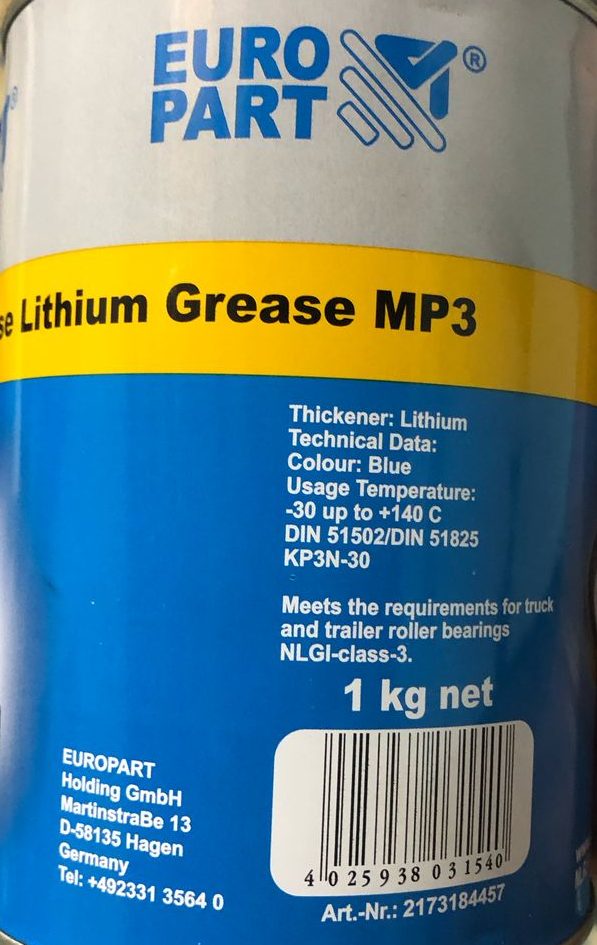 EURO
PART
®
Lithium Grease MP3
Thickener: Lithium
Technical Data:
Colour: Blue
Usage Temperature:
-30 up to +140 C
DIN 51502/DIN 51825
KP3N-30
Meets the requirements for truck
and trailer roller bearings
NLGI-class-3.
1 kg net
EUROPART
Holding GmbH
MartinstraBe 13
D-58135 Hagen
Germany
Tel: +492331 3564 0
4 025938 031540
Art.-Nr.: 2173184457